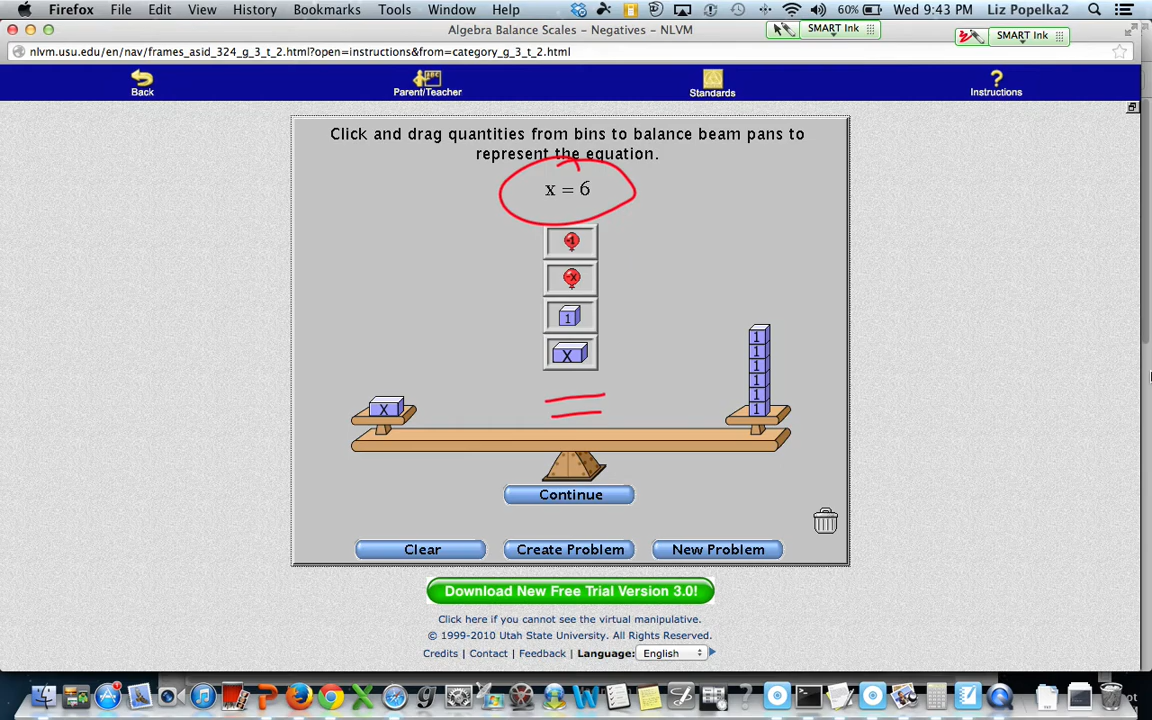 Firefox File Edit View History Bookmarks Tools Window Help 60% Wed 9:43 PM Liz Popelka2
Algebra Balance Scales – Negatives – NLVM
SMART Ink
SMART Ink
nlvm.usu.edu/en/nav/frames_asid_324_g_3_t_2.html?open=instructions&from=category_g_3_t_2.html
Back Parent/Teacher Standards Instructions
Click and drag quantities from bins to balance beam pans to
represent the equation.
x = 6
-1
-x
1
X
X
1
1
1
1
1
1
=
Continue
Clear Create Problem New Problem
Download New Free Trial Version 3.0!
Click here if you cannot see the virtual manipulative.
© 1999-2010 Utah State University. All Rights Reserved.
Credits | Contact | Feedback | Language: English